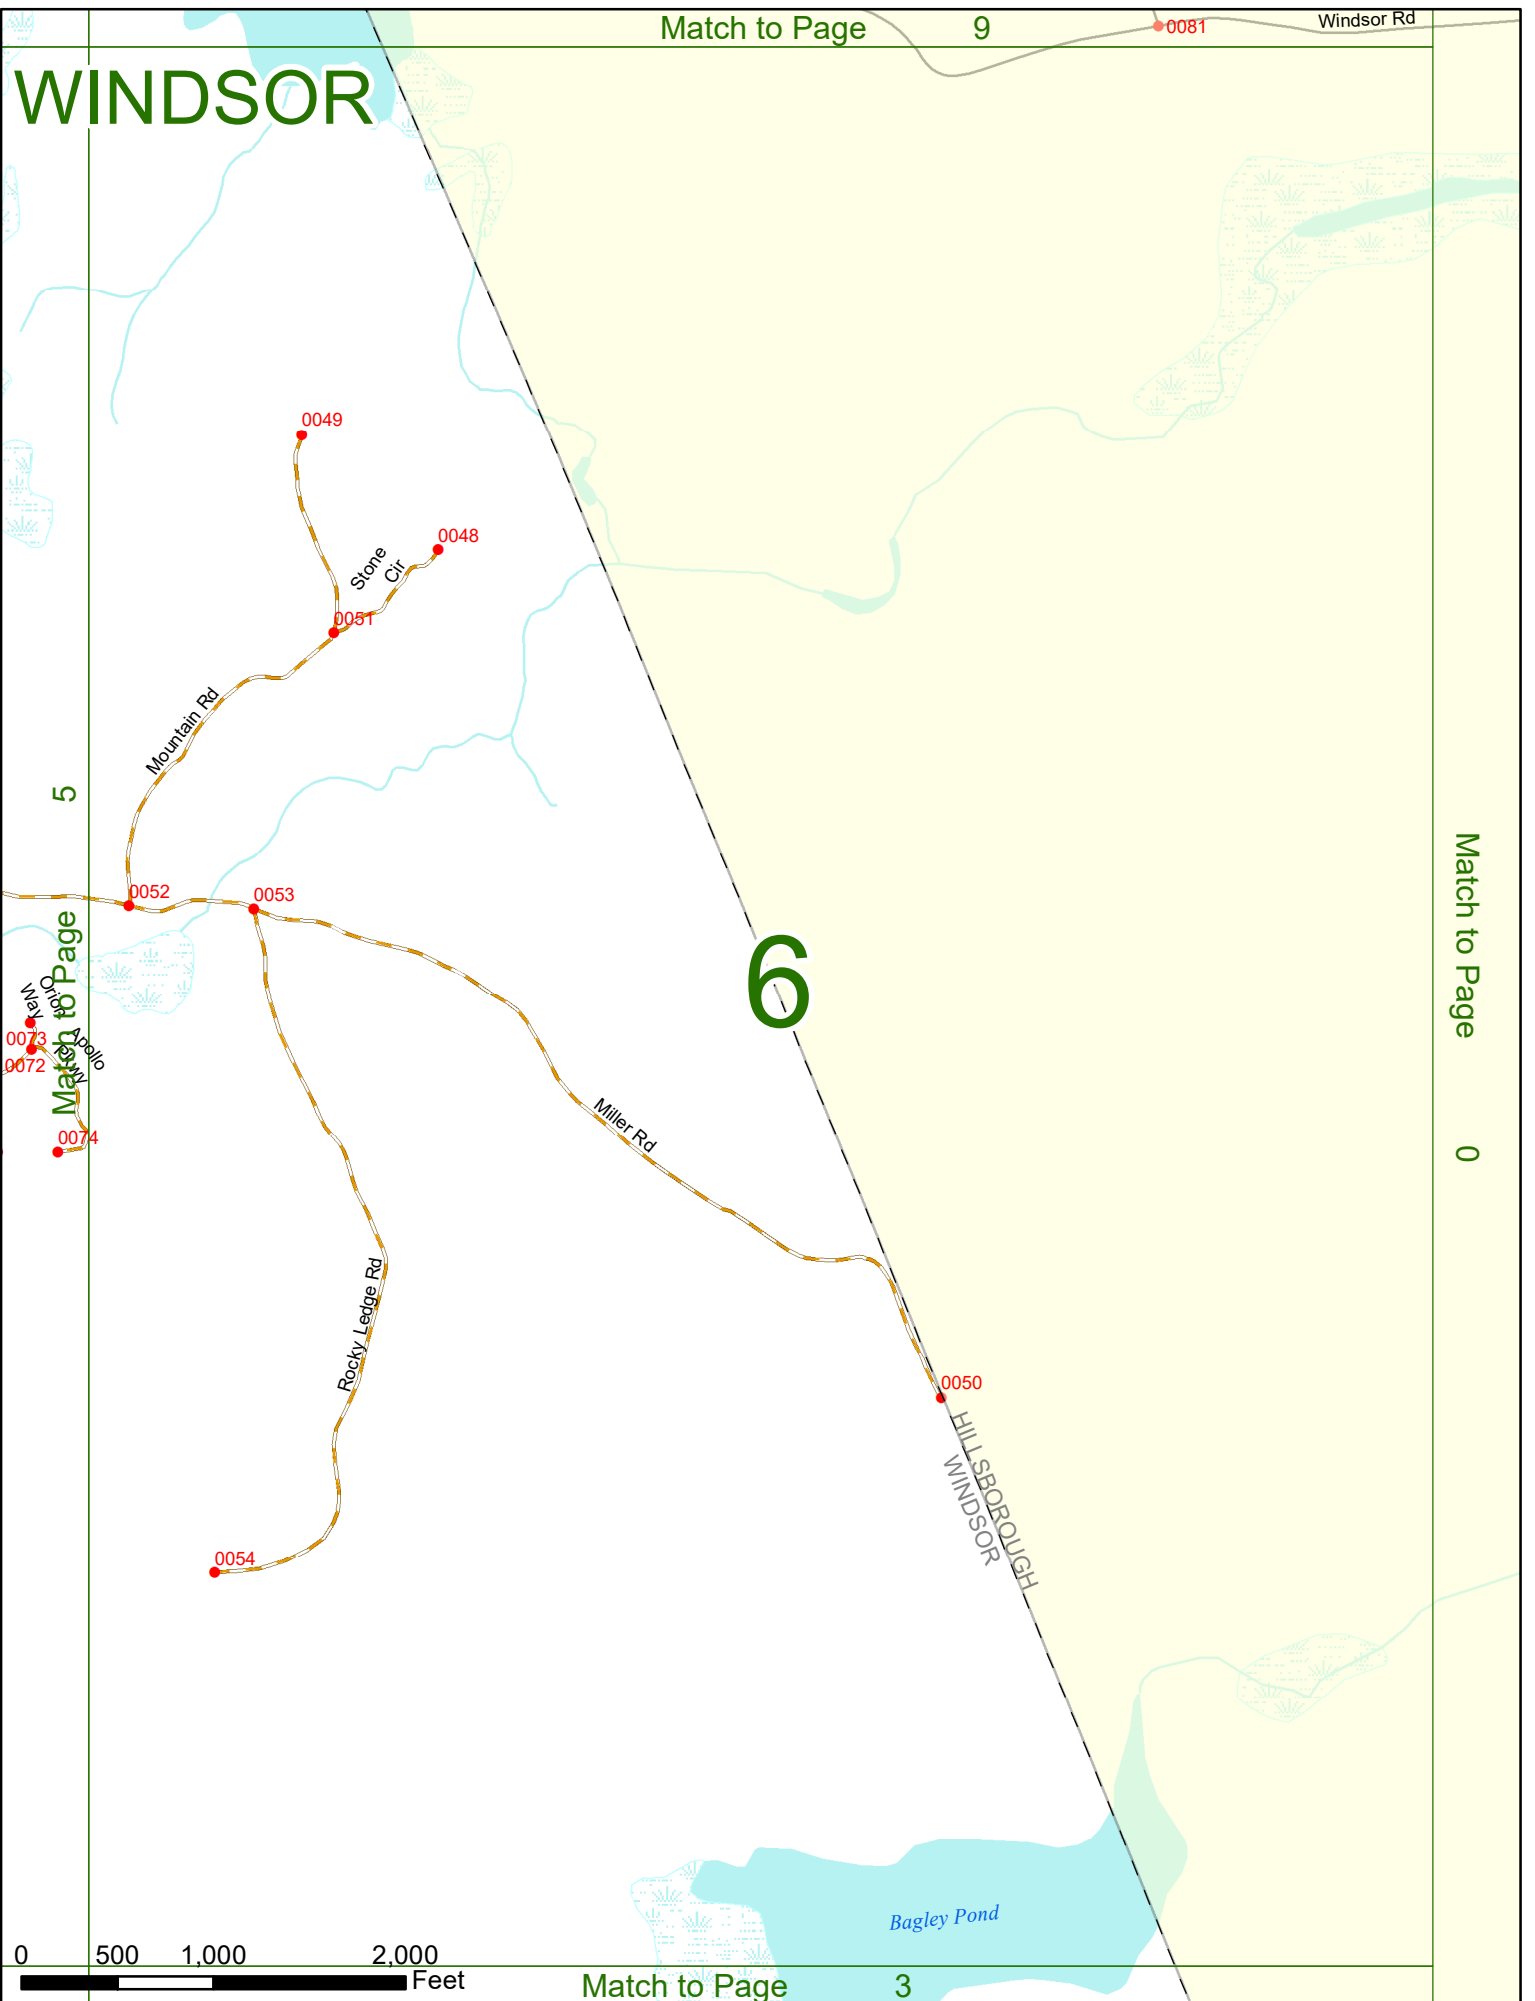 Match to Page 9
Windsor Rd
0081
WINDSOR
0049
0048
Stone
Cir
0051
Mountain Rd
5
Match to Page
0052
0053
6
Match to Page
0
Orion
Way
Apollo
Pkwy
0073
0072
0074
Miller Rd
Rocky Ledge Rd
0050
HILLSBOROUGH
WINDSOR
0054
Bagley Pond
0 500 1,000 2,000
Feet
Match to Page 3